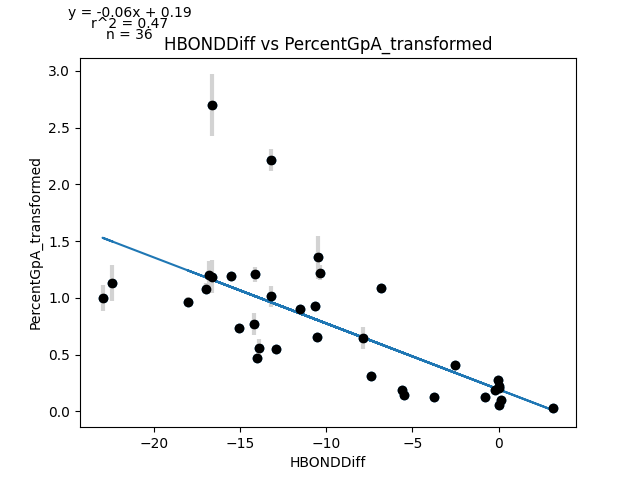 y = -0.06x + 0.19
r^2 = 0.47
n = 36
HBONDDiff vs PercentGpA_transformed
PercentGpA_transformed
3.0
2.5
2.0
1.5
1.0
0.5
0.0
−20 −15 −10 −5 0
HBONDDiff